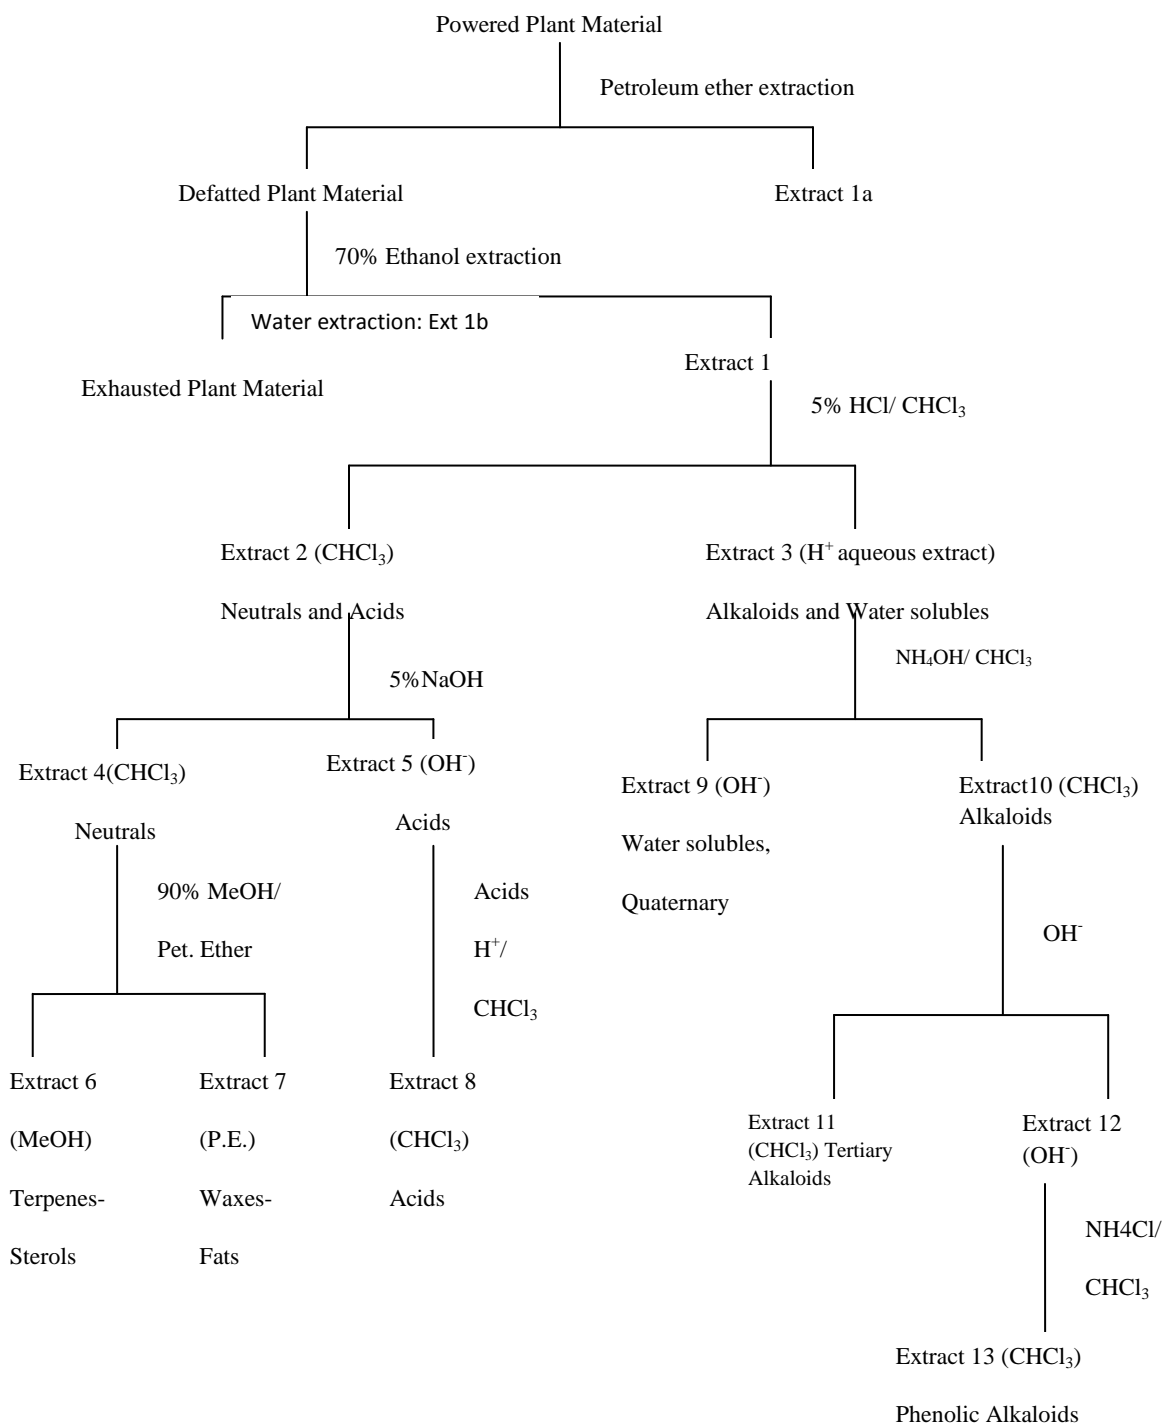 Powered Plant Material
Petroleum ether extraction
Defatted Plant Material
Extract 1a
70% Ethanol extraction
Water extraction: Ext 1b
Exhausted Plant Material
Extract 1
5% HCl/ CHCl₃
Extract 2 (CHCl₃)
Neutrals and Acids
Extract 3 (H⁺ aqueous extract)
Alkaloids and Water solubles
5%NaOH
NH₄OH/ CHCl₃
Extract 4(CHCl₃)
Neutrals
Extract 5 (OH⁻)
Acids
Extract 9 (OH⁻)
Water solubles,
Quaternary
Extract10 (CHCl₃)
Alkaloids
90% MeOH/
Pet. Ether
Acids
H⁺/
CHCl₃
OH⁻
Extract 6
(MeOH)
Terpenes-
Sterols
Extract 7
(P.E.)
Waxes-
Fats
Extract 8
(CHCl₃)
Acids
Extract 11
(CHCl₃) Tertiary
Alkaloids
Extract 12
(OH⁻)
NH4Cl/
CHCl₃
Extract 13 (CHCl₃)
Phenolic Alkaloids